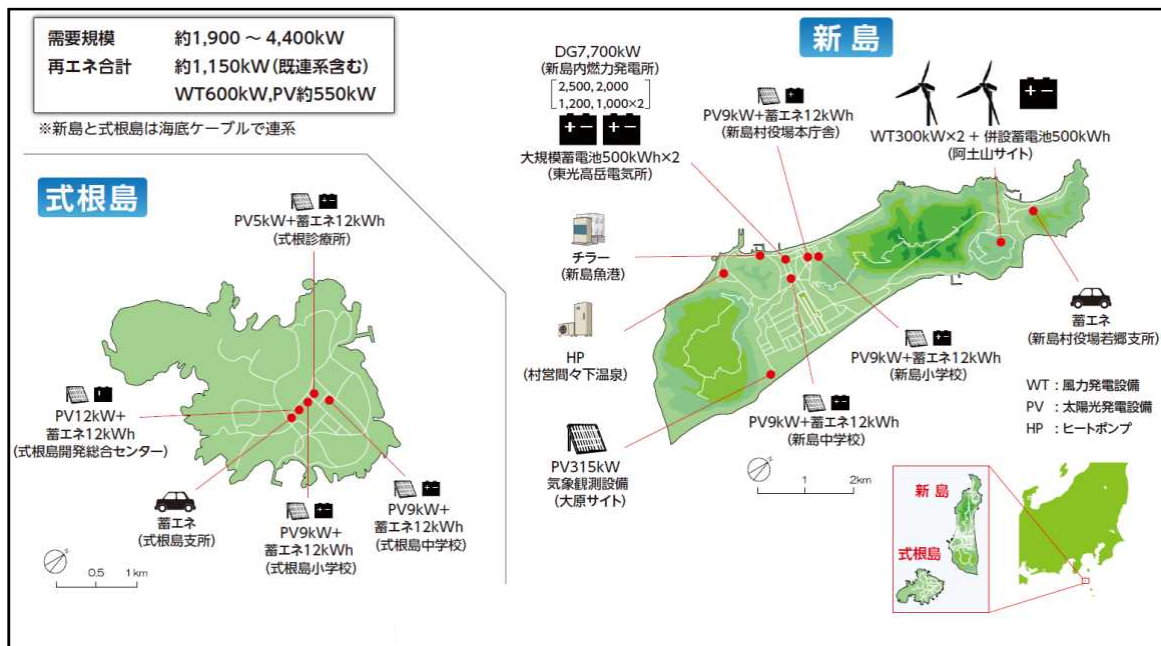 需要規模 約1,900 ～ 4,400kW
再エネ合計 約1,150kW(既連系含む)
WT600kW,PV約550kW
※新島と式根島は海底ケーブルで連系
式根島
PV5kW+蓄エネ12kWh
(式根診療所)
PV12kW+
蓄エネ12kWh
(式根島開発総合センター)
蓄エネ
(式根島支所)
PV9kW+
蓄エネ12kWh
(式根島小学校)
PV9kW+
蓄エネ12kWh
(式根島中学校)
0.5 1km
新島
DG7,700kW
(新島内燃力発電所)
[2,500, 2,000
1,200, 1,000×2]
大規模蓄電池500kWh×2
(東光高岳電気所)
PV9kW+蓄エネ12kWh
(新島村役場本庁舎)
WT300kW×2 + 併設蓄電池500kWh
(阿土山サイト)
チラー
(新島魚港)
HP
(村営間々下温泉)
PV315kW
気象観測設備
(大原サイト)
PV9kW+蓄エネ12kWh
(新島小学校)
PV9kW+蓄エネ12kWh
(新島中学校)
蓄エネ
(新島村役場若郷支所)
WT : 風力発電設備
PV : 太陽光発電設備
HP : ヒートポンプ
1 2km
新島
式根島